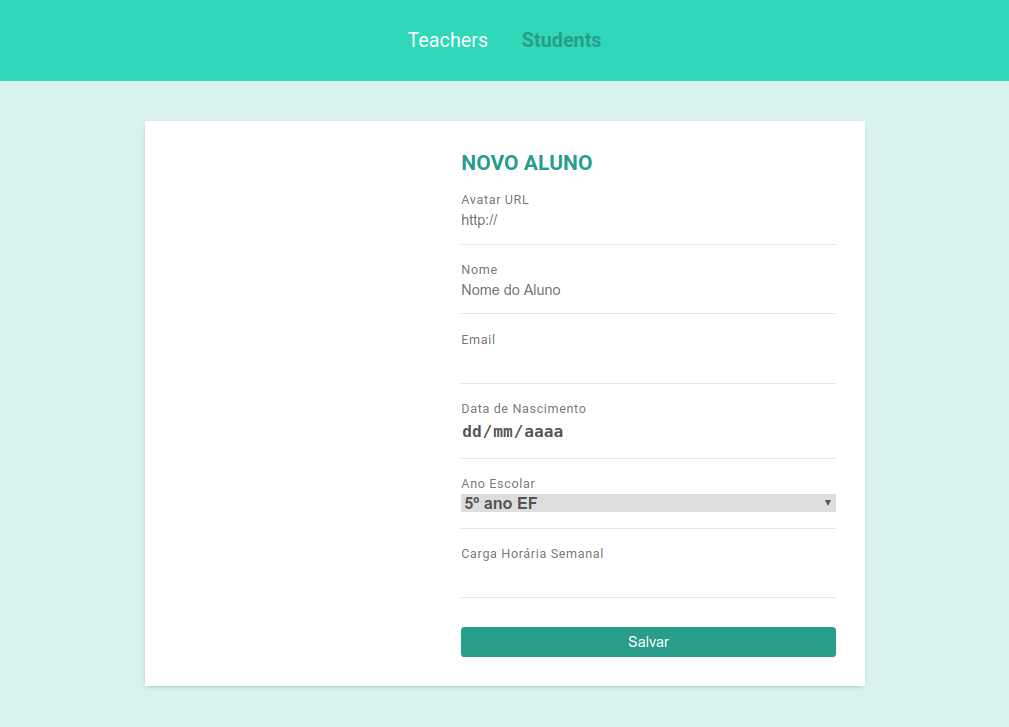 Teachers Students
NOVO ALUNO
Avatar URL
http://
Nome
Nome do Aluno
Email
Data de Nascimento
dd/mm/aaaa
Ano Escolar
5º ano EF
Carga Horária Semanal
Salvar